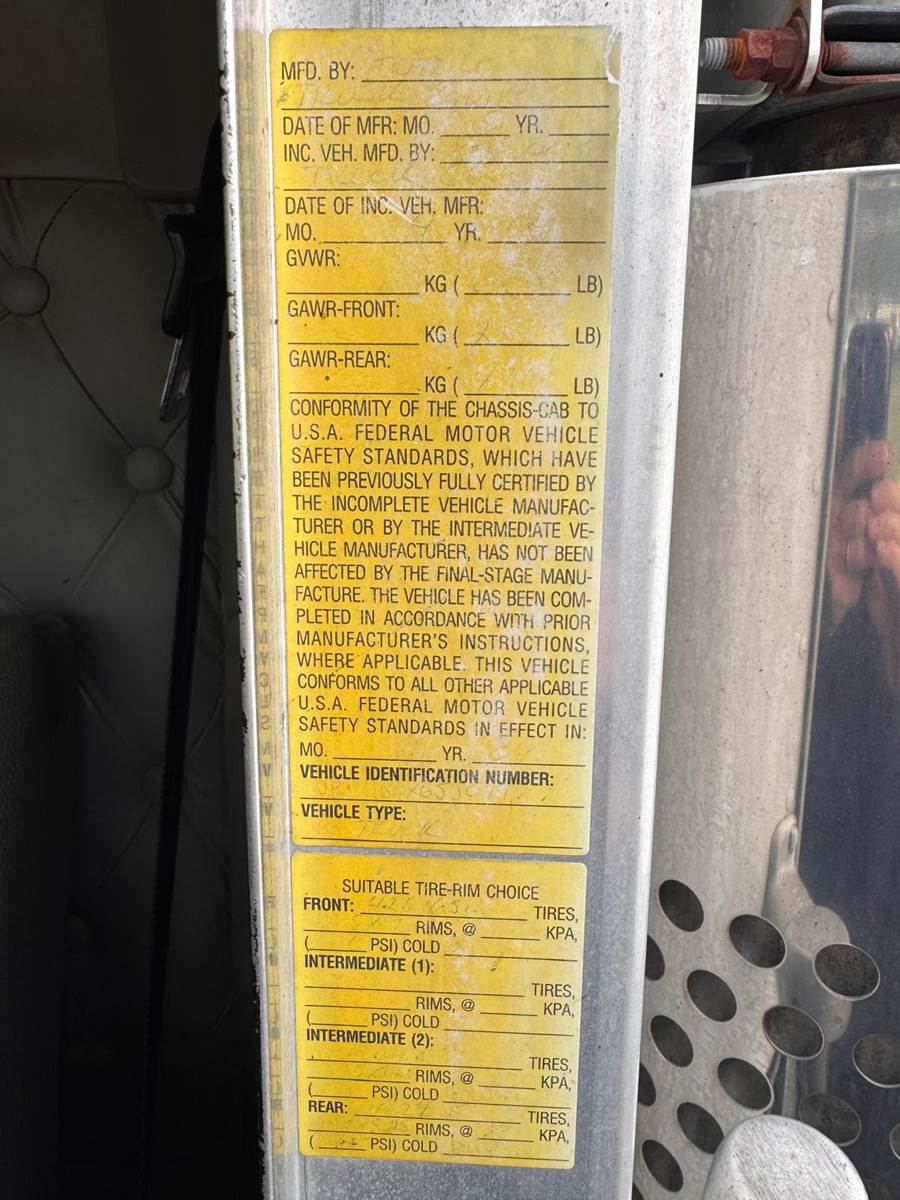 MFD. BY:
DATE OF MFR: MO. YR.
INC. VEH. MFD. BY:
DATE OF INC. VEH. MFR:
MO. YR.
GVWR:
KG ( LB)
GAWR-FRONT:
KG ( LB)
GAWR-REAR:
KG ( LB)
CONFORMITY OF THE CHASSIS-CAB TO
U.S.A. FEDERAL MOTOR VEHICLE
SAFETY STANDARDS, WHICH HAVE
BEEN PREVIOUSLY FULLY CERTIFIED BY
THE INCOMPLETE VEHICLE MANUFAC-
TURER OR BY THE INTERMEDIATE VE-
HICLE MANUFACTURER, HAS NOT BEEN
AFFECTED BY THE FINAL-STAGE MANU-
FACTURE. THE VEHICLE HAS BEEN COM-
PLETED IN ACCORDANCE WITH PRIOR
MANUFACTURER'S INSTRUCTIONS,
WHERE APPLICABLE. THIS VEHICLE
CONFORMS TO ALL OTHER APPLICABLE
U.S.A. FEDERAL MOTOR VEHICLE
SAFETY STANDARDS IN EFFECT IN:
MO. YR.
VEHICLE IDENTIFICATION NUMBER:
VEHICLE TYPE:
SUITABLE TIRE-RIM CHOICE
FRONT: TIRES,
RIMS, @ KPA,
( PSI) COLD
INTERMEDIATE (1):
TIRES,
RIMS, @ KPA,
( PSI) COLD
INTERMEDIATE (2):
TIRES,
RIMS, @ KPA,
( PSI) COLD
REAR: TIRES,
RIMS, @ KPA,
( PSI) COLD